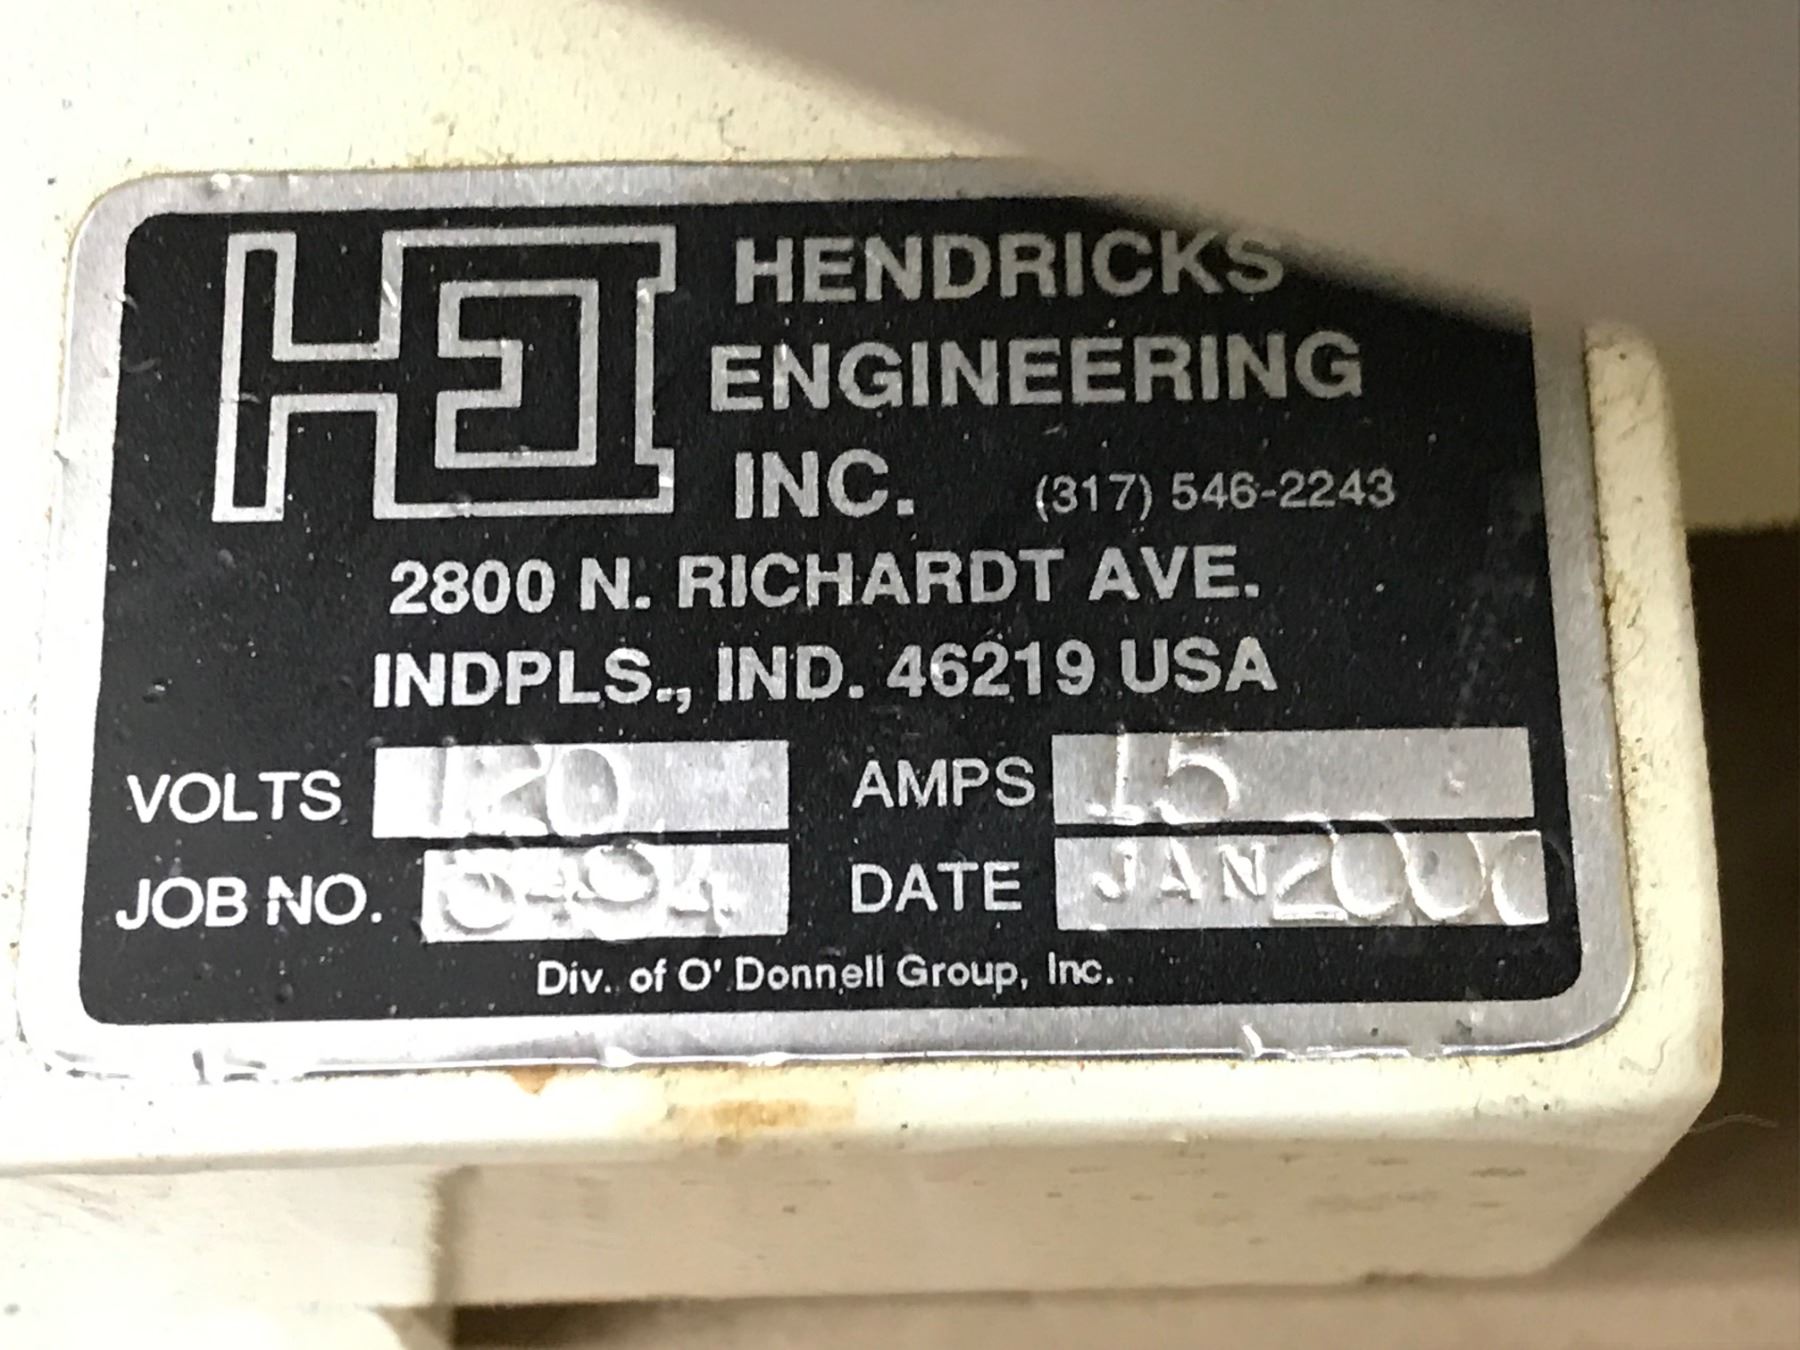 HEI
HENDRICKS
ENGINEERING
INC. (317) 546-2243
2800 N. RICHARDT AVE.
INDPLS., IND. 46219 USA
VOLTS 120 AMPS 15
JOB NO. DATE JAN 2000
Div. of O' Donnell Group, Inc.